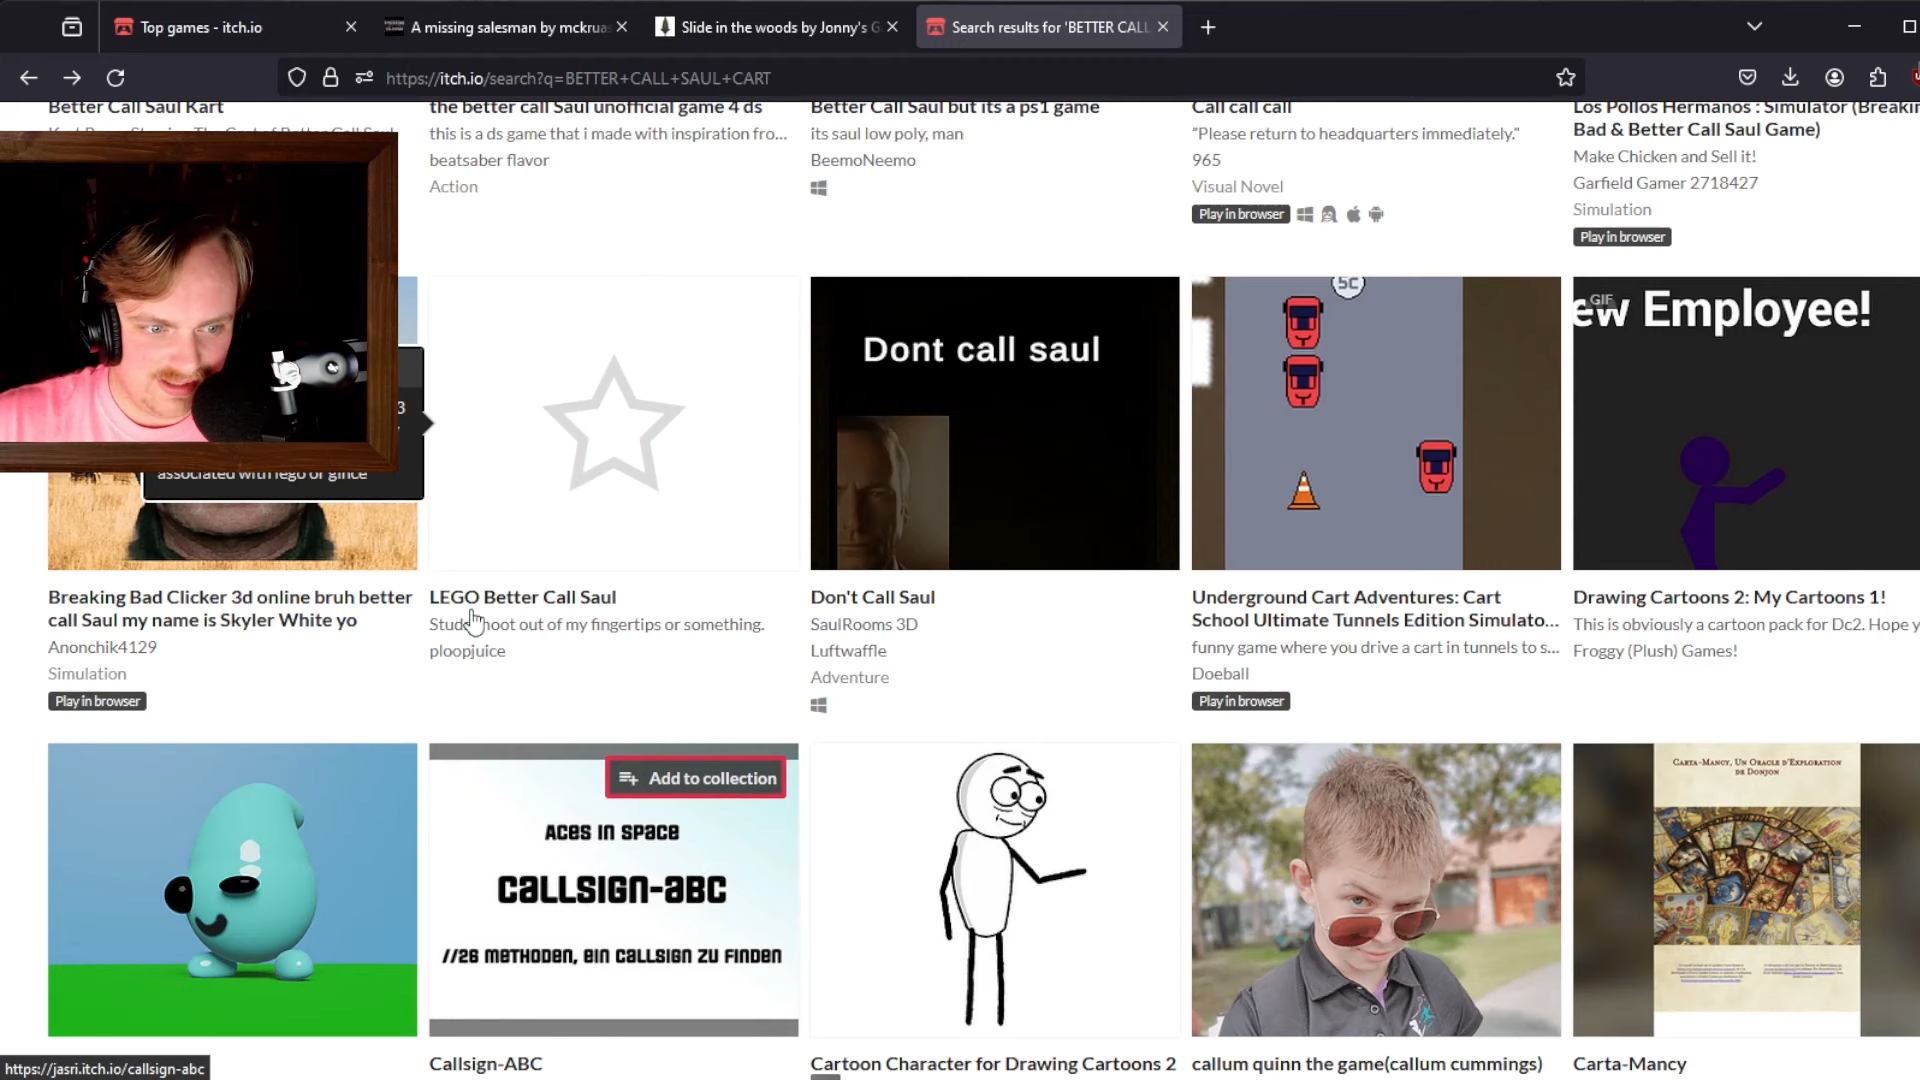 Top games - itch.io
A missing salesman by mckrua
Slide in the woods by Jonny's G
Search results for 'BETTER CALL
https://itch.io/search?q=BETTER+CALL+SAUL+CART
Better Call Saul Kart
the better call Saul unofficial game 4 ds
this is a ds game that i made with inspiration fro...
beatsaber flavor
Action
Better Call Saul but its a ps1 game
its saul low poly, man
BeemoNeemo
Call call call
"Please return to headquarters immediately."
965
Visual Novel
Play in browser
Los Pollos Hermanos : Simulator (Breaking
Bad & Better Call Saul Game)
Make Chicken and Sell it!
Garfield Gamer 2718427
Simulation
Play in browser
3
associated with lego or gince
Dont call saul
5C
GIF
ew Employee!
Breaking Bad Clicker 3d online bruh better
call Saul my name is Skyler White yo
Anonchik4129
Simulation
Play in browser
LEGO Better Call Saul
Stud hoot out of my fingertips or something.
ploopjuice
Don't Call Saul
SaulRooms 3D
Luftwaffle
Adventure
Underground Cart Adventures: Cart
School Ultimate Tunnels Edition Simulato...
funny game where you drive a cart in tunnels to s...
Doeball
Play in browser
Drawing Cartoons 2: My Cartoons 1!
This is obviously a cartoon pack for Dc2. Hope y
Froggy (Plush) Games!
Add to collection
Aces in Space
Callsign-ABC
//26 Methoden, ein Callsign zu finden
Carta-Mancy, Un Oracle d'Exploration
de Donjon
https://jasri.itch.io/callsign-abc
Callsign-ABC
Cartoon Character for Drawing Cartoons 2
callum quinn the game(callum cummings)
Carta-Mancy